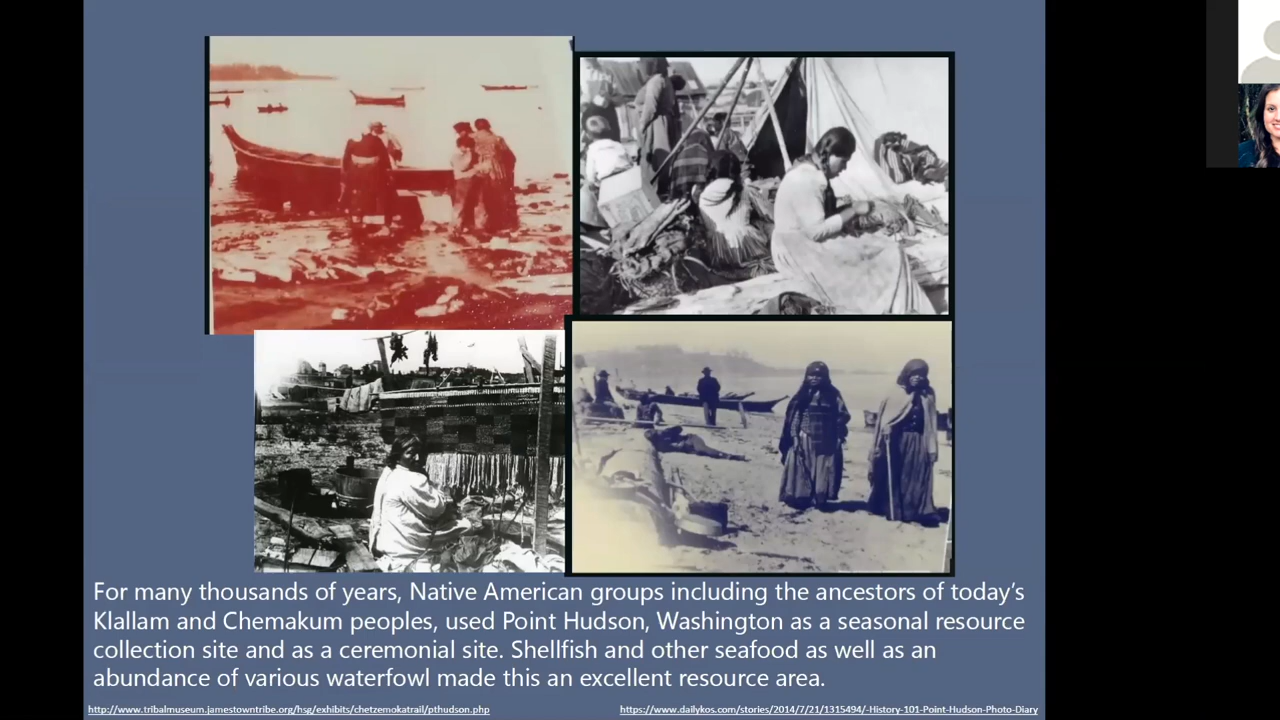 For many thousands of years, Native American groups including the ancestors of today's
Klallam and Chemakum peoples, used Point Hudson, Washington as a seasonal resource
collection site and as a ceremonial site. Shellfish and other seafood as well as an
abundance of various waterfowl made this an excellent resource area.
http://www.tribalmuseum.jamestowntribe.org/hsg/exhibits/chetzemokatrail/pthudson.php
https://www.dailykos.com/stories/2014/7/21/1315494/-History-101-Point-Hudson-Photo-Diary